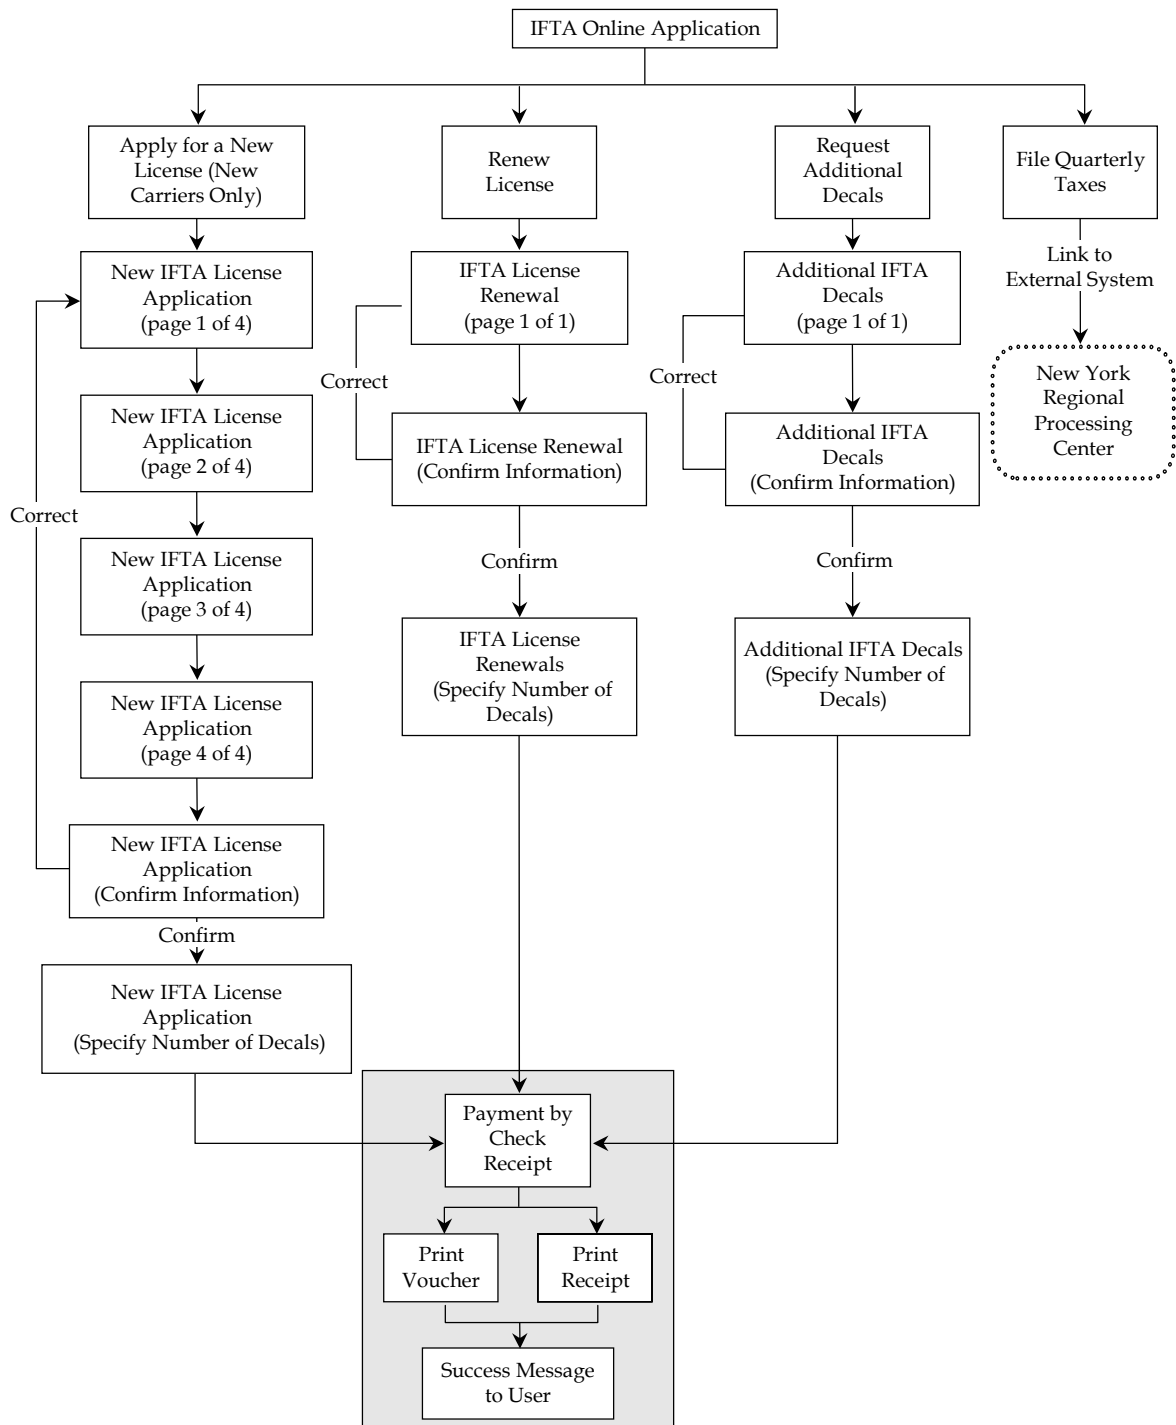 IFTA Online Application
Apply for a New
License (New
Carriers Only)
Renew
License
Request
Additional
Decals
File Quarterly
Taxes
New IFTA License
Application
(page 1 of 4)
IFTA License
Renewal
(page 1 of 1)
Additional IFTA
Decals
(page 1 of 1)
Link to
External System
New York
Regional
Processing
Center
Correct
Correct
New IFTA License
Application
(page 2 of 4)
IFTA License Renewal
(Confirm Information)
Additional IFTA
Decals
(Confirm Information)
Correct
New IFTA License
Application
(page 3 of 4)
Confirm
Confirm
IFTA License
Renewals
(Specify Number of
Decals)
Additional IFTA Decals
(Specify Number of
Decals)
New IFTA License
Application
(page 4 of 4)
New IFTA License
Application
(Confirm Information)
Confirm
New IFTA License
Application
(Specify Number of Decals)
Payment by
Check
Receipt
Print
Voucher
Print
Receipt
Success Message
to User